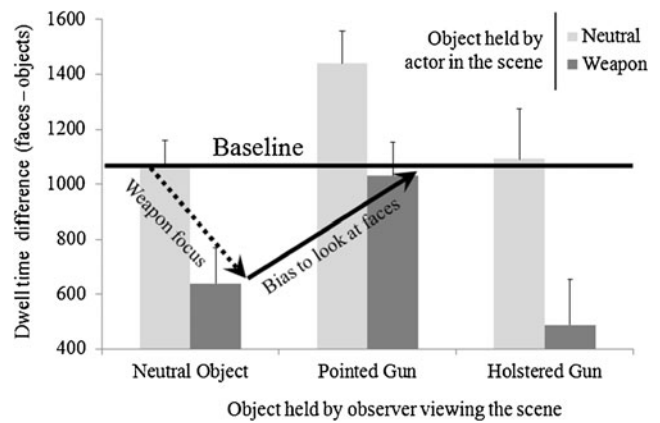 1600
1400
1200
1000
800
600
400
Dwell time difference (faces – objects)
Object held by
actor in the scene
Neutral
Weapon
Baseline
Weapon focus
Bias to look at faces
Neutral Object
Pointed Gun
Holstered Gun
Object held by observer viewing the scene